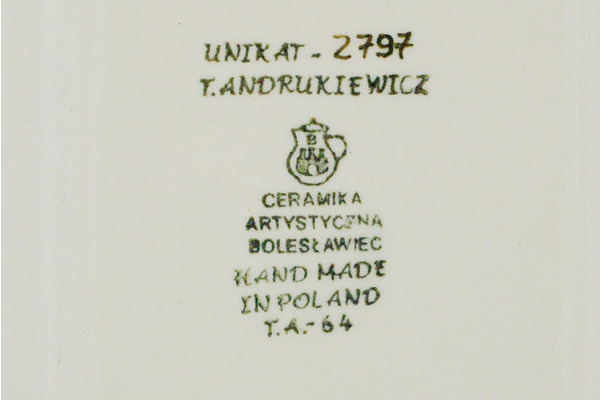 UNIKAT - 2797
T. ANDRUKIEWICZ
B
CERAMIKA
ARTYSTYCZNA
BOLESŁAWIEC
HAND MADE
IN POLAND
T.A.-64